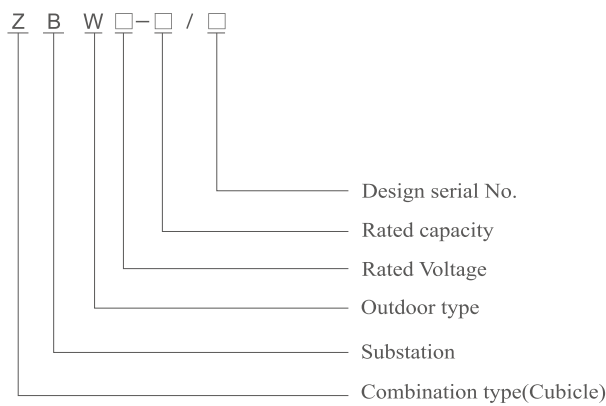 Z B W □-□ / □
Design serial No.
Rated capacity
Rated Voltage
Outdoor type
Substation
Combination type(Cubicle)